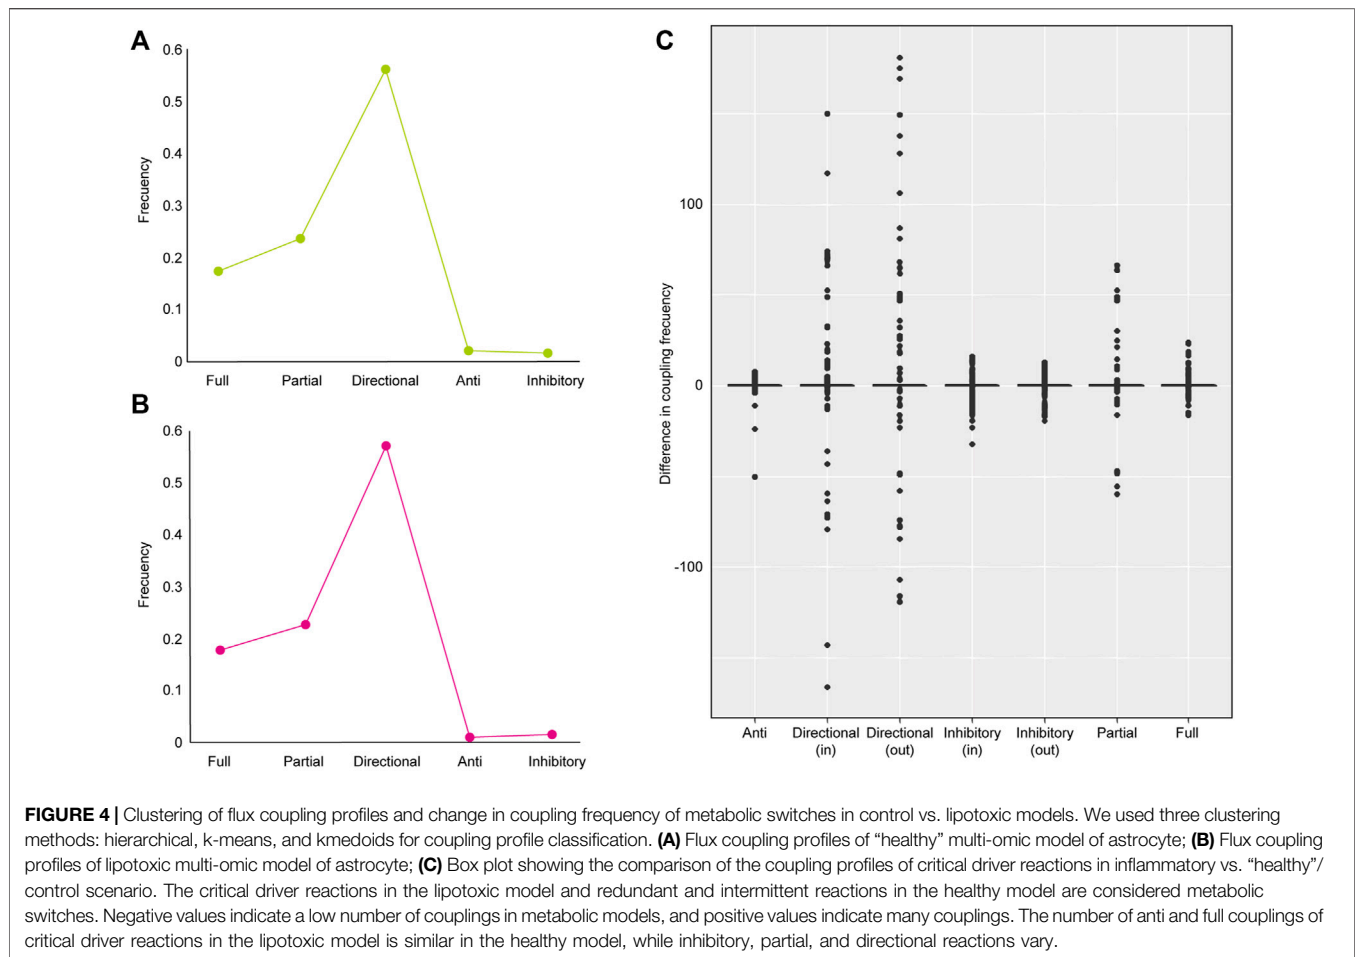 A
0.6
0.5
0.4
0.3
0.2
0.1
0
Frecuency
Full Partial Directional Anti Inhibitory
B
0.6
0.5
0.4
0.3
0.2
0.1
0
Frecuency
Full Partial Directional Anti Inhibitory
C
100
0
-100
Difference in coupling frecuency
Anti Directional Directional Inhibitory Inhibitory Partial Full
(in) (out) (in) (out)
FIGURE 4 | Clustering of flux coupling profiles and change in coupling frequency of metabolic switches in control vs. lipotoxic models. We used three clustering
methods: hierarchical, k-means, and kmedoids for coupling profile classification. (A) Flux coupling profiles of “healthy” multi-omic model of astrocyte; (B) Flux coupling
profiles of lipotoxic multi-omic model of astrocyte; (C) Box plot showing the comparison of the coupling profiles of critical driver reactions in inflammatory vs. “healthy”/
control scenario. The critical driver reactions in the lipotoxic model and redundant and intermittent reactions in the healthy model are considered metabolic
switches. Negative values indicate a low number of couplings in metabolic models, and positive values indicate many couplings. The number of anti and full couplings of
critical driver reactions in the lipotoxic model is similar in the healthy model, while inhibitory, partial, and directional reactions vary.